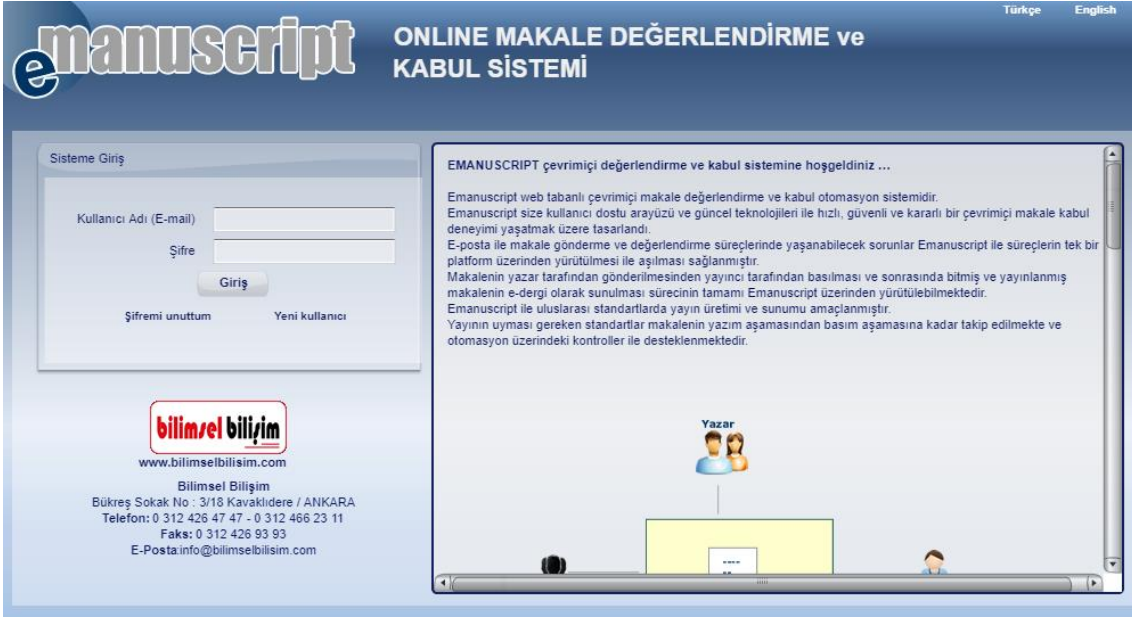 Türkçe English
emanuscript
ONLINE MAKALE DEĞERLENDİRME ve
KABUL SİSTEMİ
Sisteme Giriş
Kullanıcı Adı (E-mail)
Şifre
Giriş
Şifremi unuttum Yeni kullanıcı
bilimsel bilişim
www.bilimselbilisim.com
Bilimsel Bilişim
Bükreş Sokak No : 3/18 Kavaklıdere / ANKARA
Telefon: 0 312 426 47 47 - 0 312 466 23 11
Faks: 0 312 426 93 93
E-Posta:info@bilimselbilisim.com
EMANUSCRIPT çevrimiçi değerlendirme ve kabul sistemine hoşgeldiniz ...
Emanuscript web tabanlı çevrimiçi makale değerlendirme ve kabul otomasyon sistemidir.
Emanuscript size kullanıcı dostu arayüzü ve güncel teknolojileri ile hızlı, güvenli ve kararlı bir çevrimiçi makale kabul
deneyimi yaşatmak üzere tasarlandı.
E-posta ile makale gönderme ve değerlendirme süreçlerinde yaşanabilecek sorunlar Emanuscript ile süreçlerin tek bir
platform üzerinden yürütülmesi ile aşılması sağlanmıştır.
Makalenin yazar tarafından gönderilmesinden yayıncı tarafından basılması ve sonrasında bitmiş ve yayınlanmış
makalenin e-dergi olarak sunulması sürecinin tamamı Emanuscript üzerinden yürütülebilmektedir.
Emanuscript ile uluslarası standartlarda yayın üretimi ve sunumu amaçlanmıştır.
Yayının uyması gereken standartlar makalenin yazım aşamasından basım aşamasına kadar takip edilmekte ve
otomasyon üzerindeki kontroller ile desteklenmektedir.
Yazar